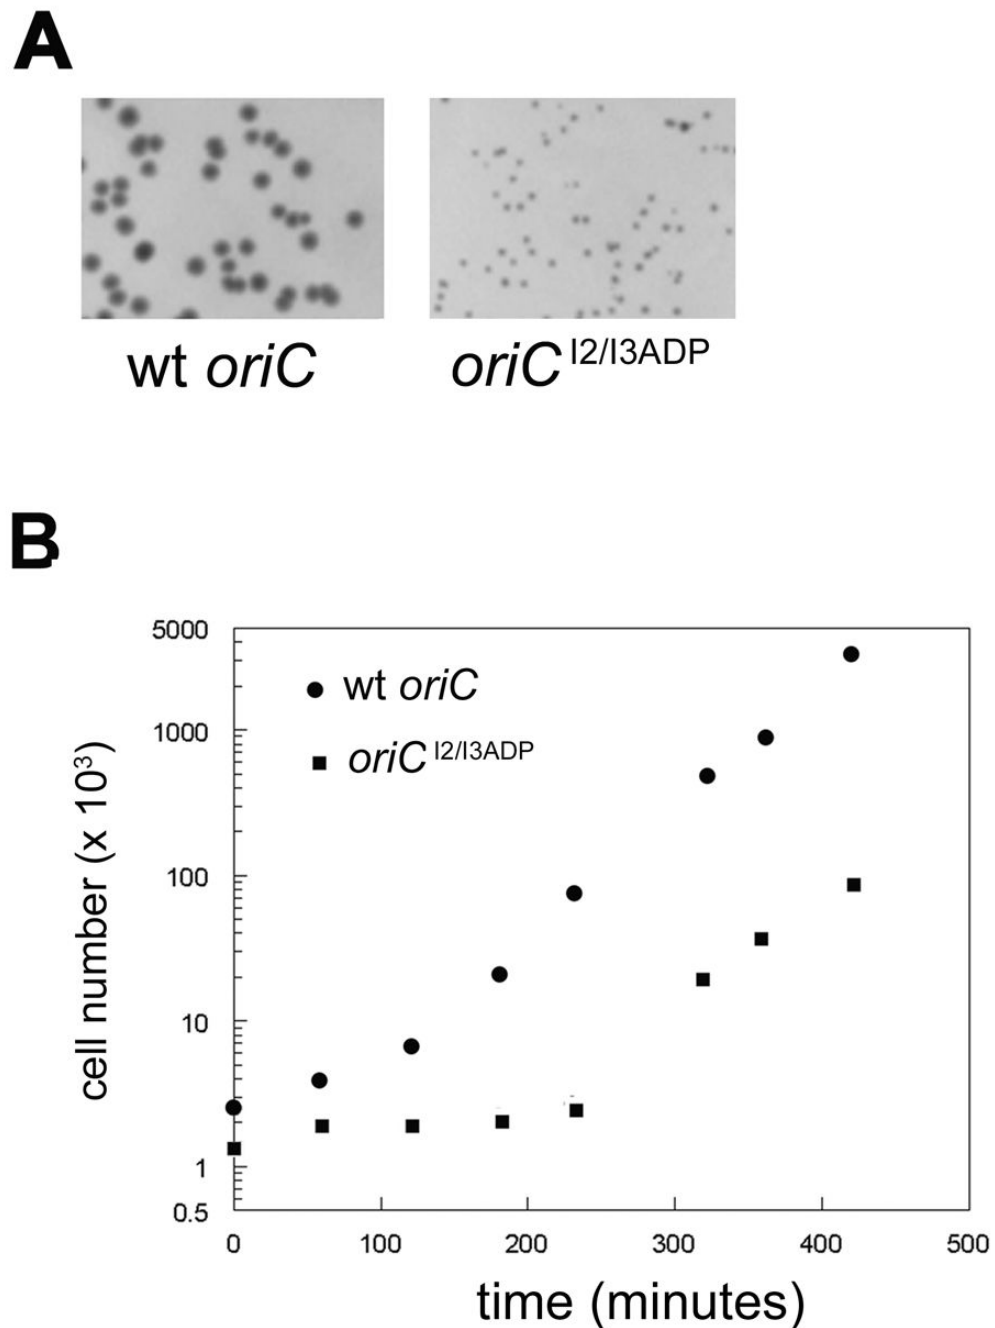 A
wt oriC
oriC I2/I3ADP
B
5000
1000
100
10
1
0.5
wt oriC
oriC I2/I3ADP
cell number (x 10³)
0 100 200 300 400 500
time (minutes)